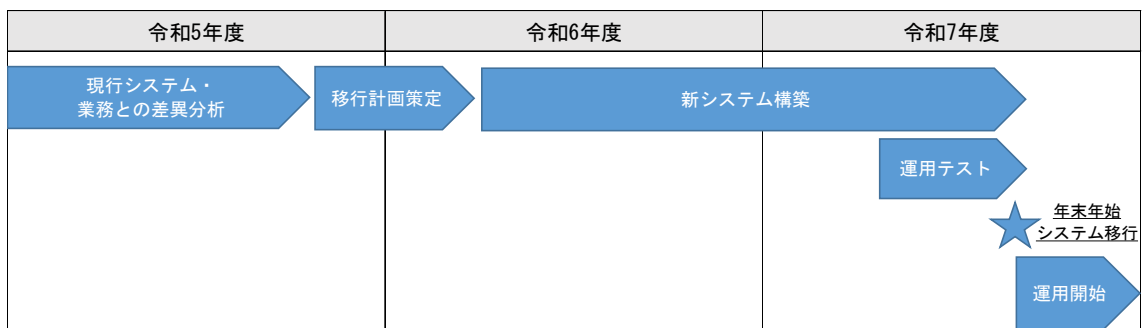 令和5年度
令和6年度
令和7年度
現行システム・
業務との差異分析
移行計画策定
新システム構築
運用テスト
年末年始
システム移行
運用開始